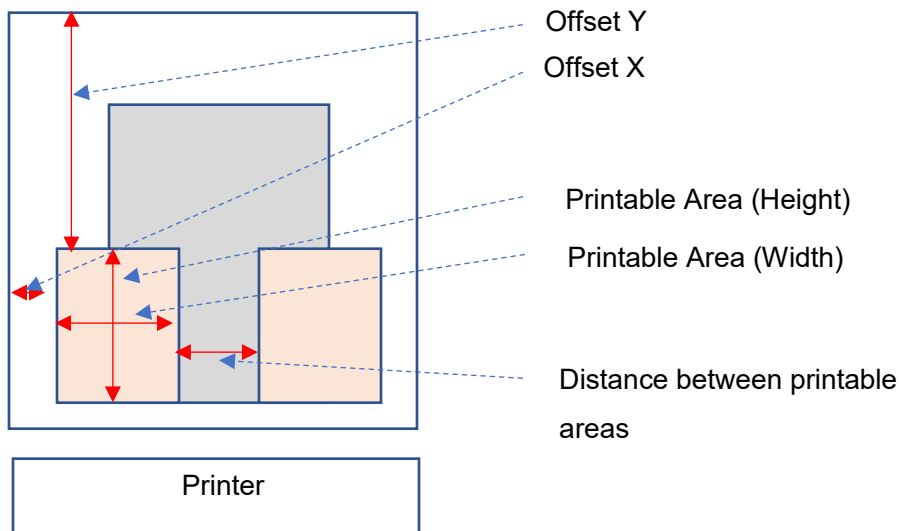 Offset Y
Offset X
Printable Area (Height)
Printable Area (Width)
Distance between printable
areas
Printer